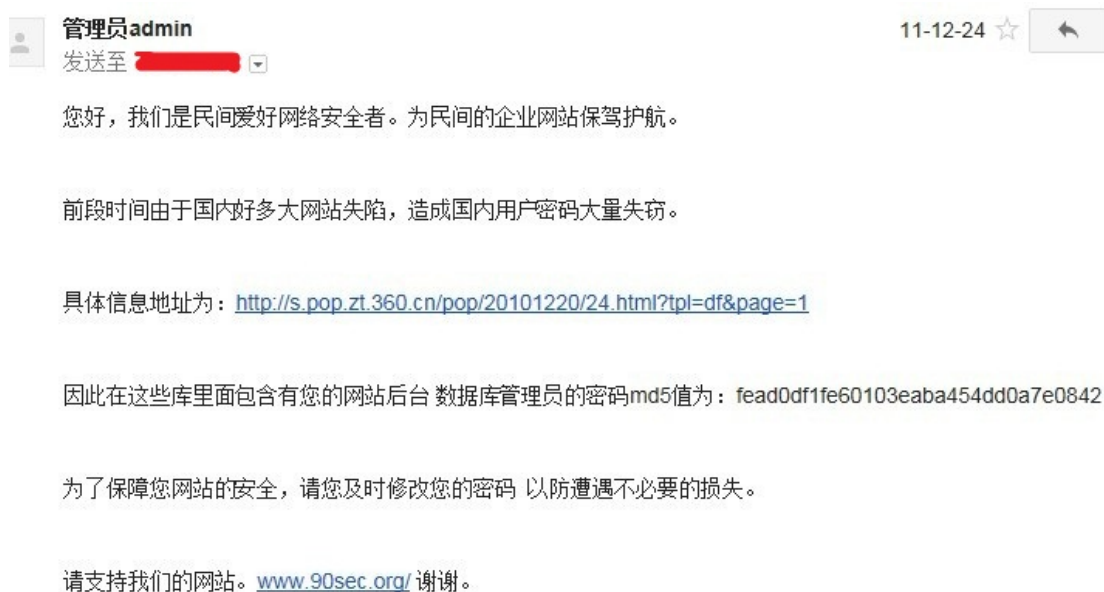 管理员admin
11-12-24
发送至
您好，我们是民间爱好网络安全者。为民间的企业网站保驾护航。
前段时间由于国内好多大网站失陷，造成国内用户密码大量失窃。
具体信息地址为：http://s.pop.zt.360.cn/pop/20101220/24.html?tpl=df&page=1
因此在这些库里面包含有您的网站后台 数据库管理员的密码md5值为：fead0df1fe60103eaba454dd0a7e0842
为了保障您网站的安全，请您及时修改您的密码 以防遭遇不必要的损失。
请支持我们的网站。www.90sec.org/ 谢谢。